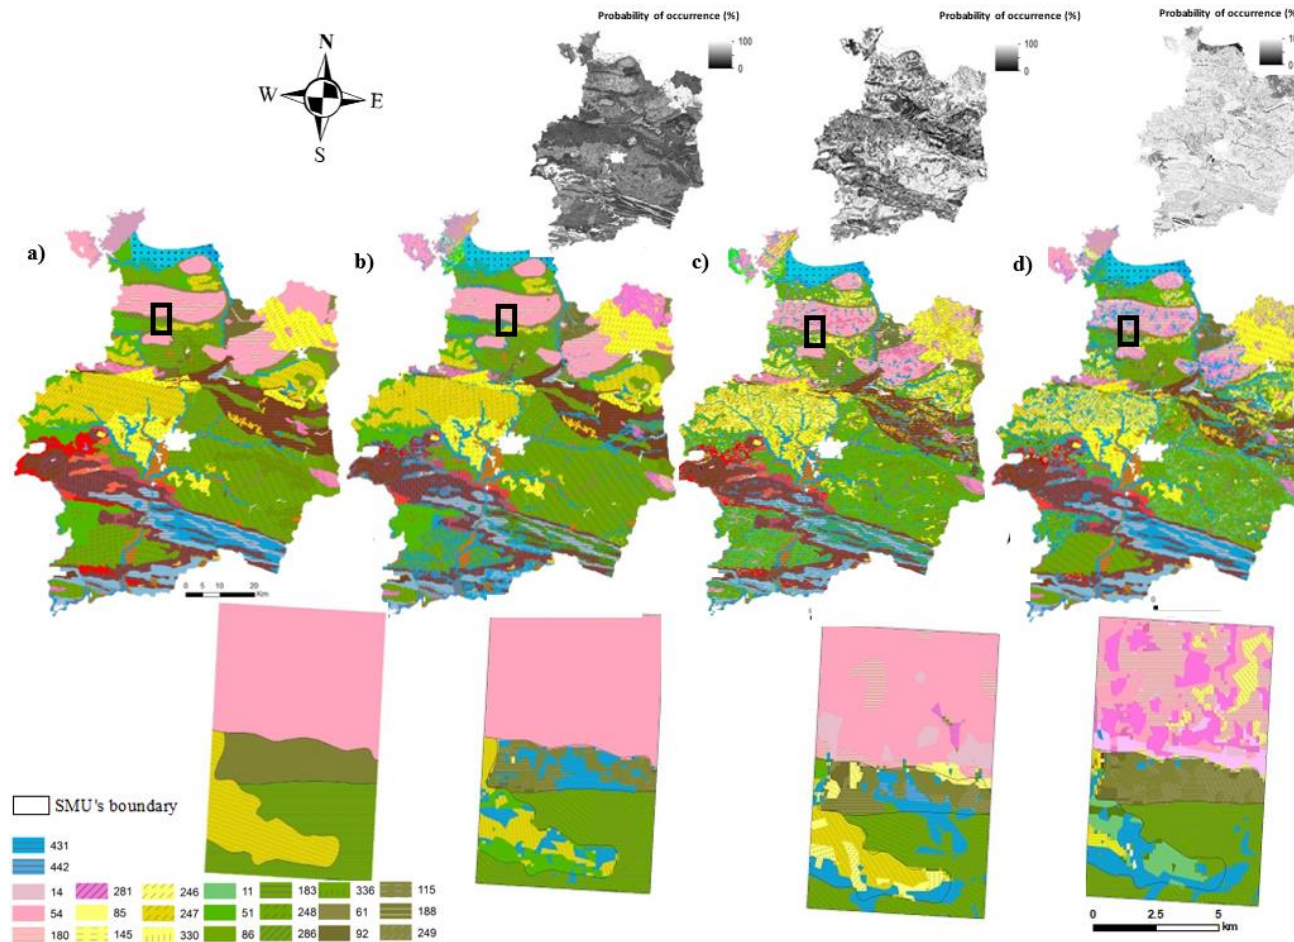 Probability of occurrence (%)
100
0
Probability of occurrence (%)
100
0
Probability of occurrence (%)
100
0
N
W E
S
a)
b)
c)
d)
0 5 10 20
Km
SMU's boundary
431
442
14 281 246 11 183 336 115
54 85 247 51 248 61 188
180 145 330 86 286 92 249
0 2.5 5
Km